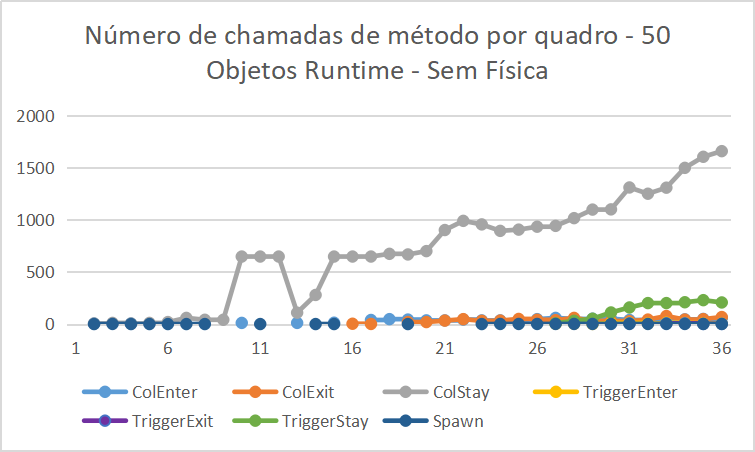 Número de chamadas de método por quadro - 50
Objetos Runtime - Sem Física
2000
1500
1000
500
0
1 6 11 16 21 26 31 36
ColEnter ColExit ColStay TriggerEnter
TriggerExit TriggerStay Spawn